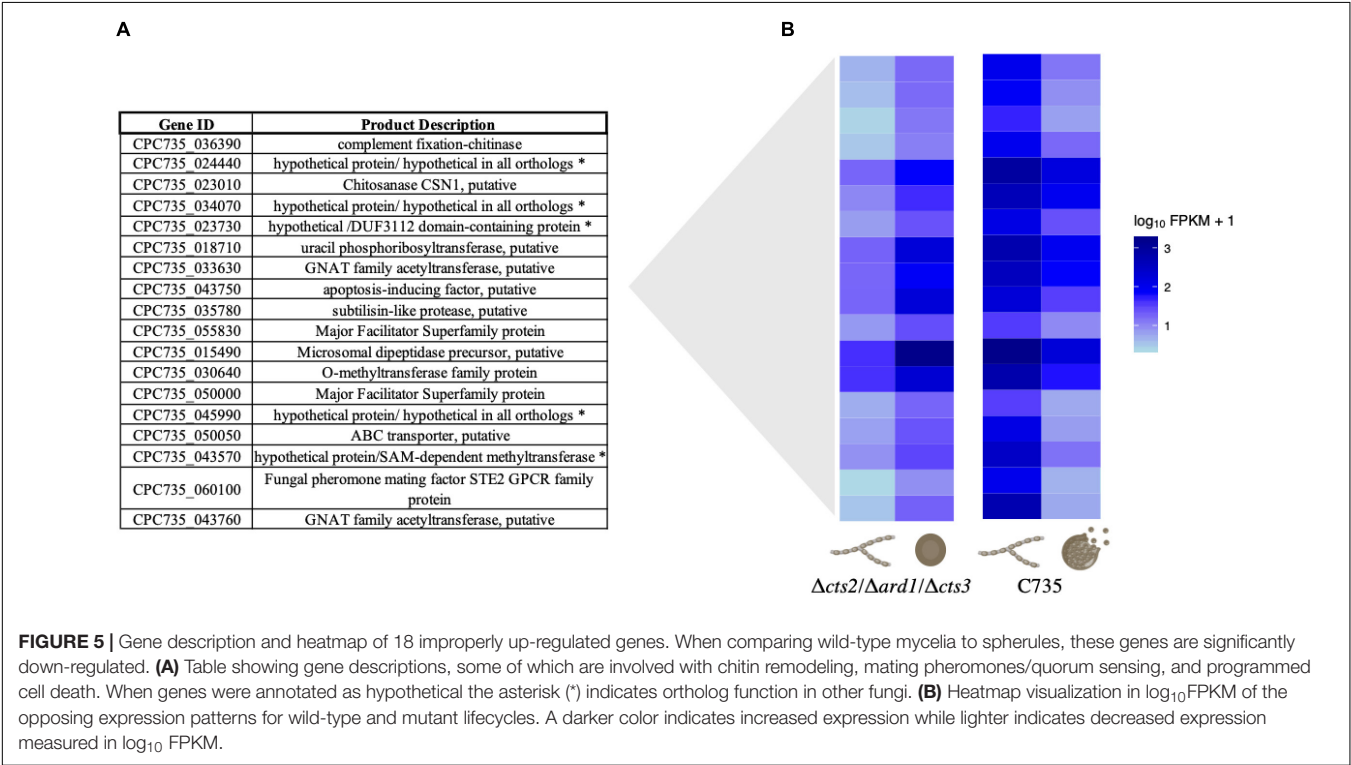 A
B
Gene ID Product Description
CPC735_036390 complement fixation-chitinase
CPC735_024440 hypothetical protein/ hypothetical in all orthologs *
CPC735_023010 Chitosanase CSN1, putative
CPC735_034070 hypothetical protein/ hypothetical in all orthologs *
CPC735_023730 hypothetical /DUF3112 domain-containing protein *
CPC735_018710 uracil phosphoribosyltransferase, putative
CPC735_033630 GNAT family acetyltransferase, putative
CPC735_043750 apoptosis-inducing factor, putative
CPC735_035780 subtilisin-like protease, putative
CPC735_055830 Major Facilitator Superfamily protein
CPC735_015490 Microsomal dipeptidase precursor, putative
CPC735_030640 O-methyltransferase family protein
CPC735_050000 Major Facilitator Superfamily protein
CPC735_045990 hypothetical protein/ hypothetical in all orthologs *
CPC735_050050 ABC transporter, putative
CPC735_043570 hypothetical protein/SAM-dependent methyltransferase *
CPC735_060100 Fungal pheromone mating factor STE2 GPCR family
protein
CPC735_043760 GNAT family acetyltransferase, putative
log10 FPKM + 1
3
2
1
Δcts2/Δard1/Δcts3 C735
FIGURE 5 | Gene description and heatmap of 18 improperly up-regulated genes. When comparing wild-type mycelia to spherules, these genes are significantly
down-regulated. (A) Table showing gene descriptions, some of which are involved with chitin remodeling, mating pheromones/quorum sensing, and programmed
cell death. When genes were annotated as hypothetical the asterisk (*) indicates ortholog function in other fungi. (B) Heatmap visualization in log10FPKM of the
opposing expression patterns for wild-type and mutant lifecycles. A darker color indicates increased expression while lighter indicates decreased expression
measured in log10 FPKM.